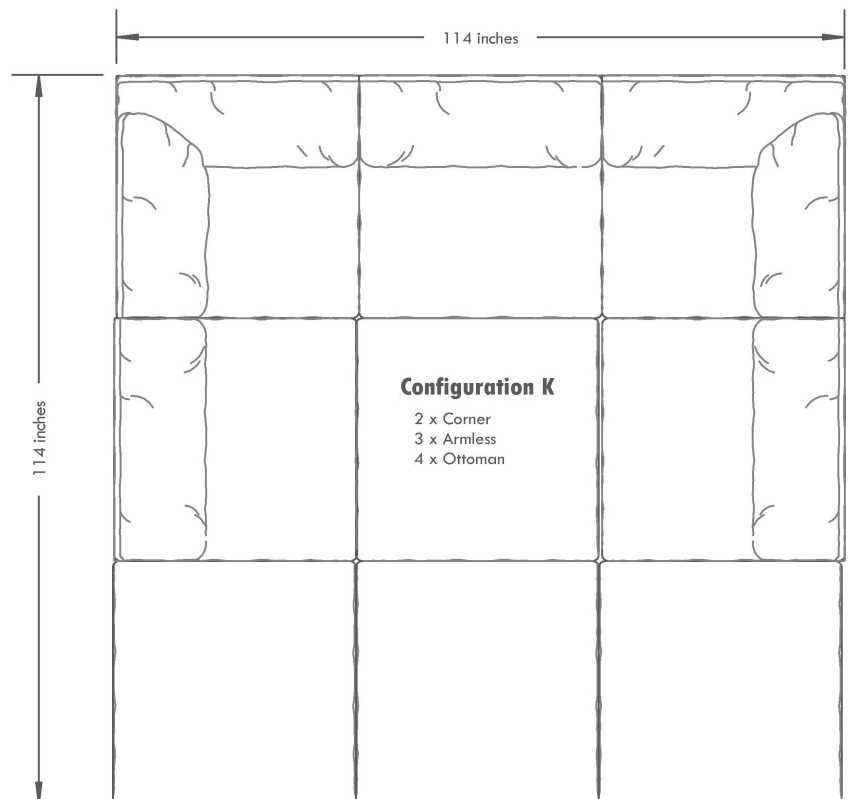 114 inches
114 inches
Configuration K
2 x Corner
3 x Armless
4 x Ottoman